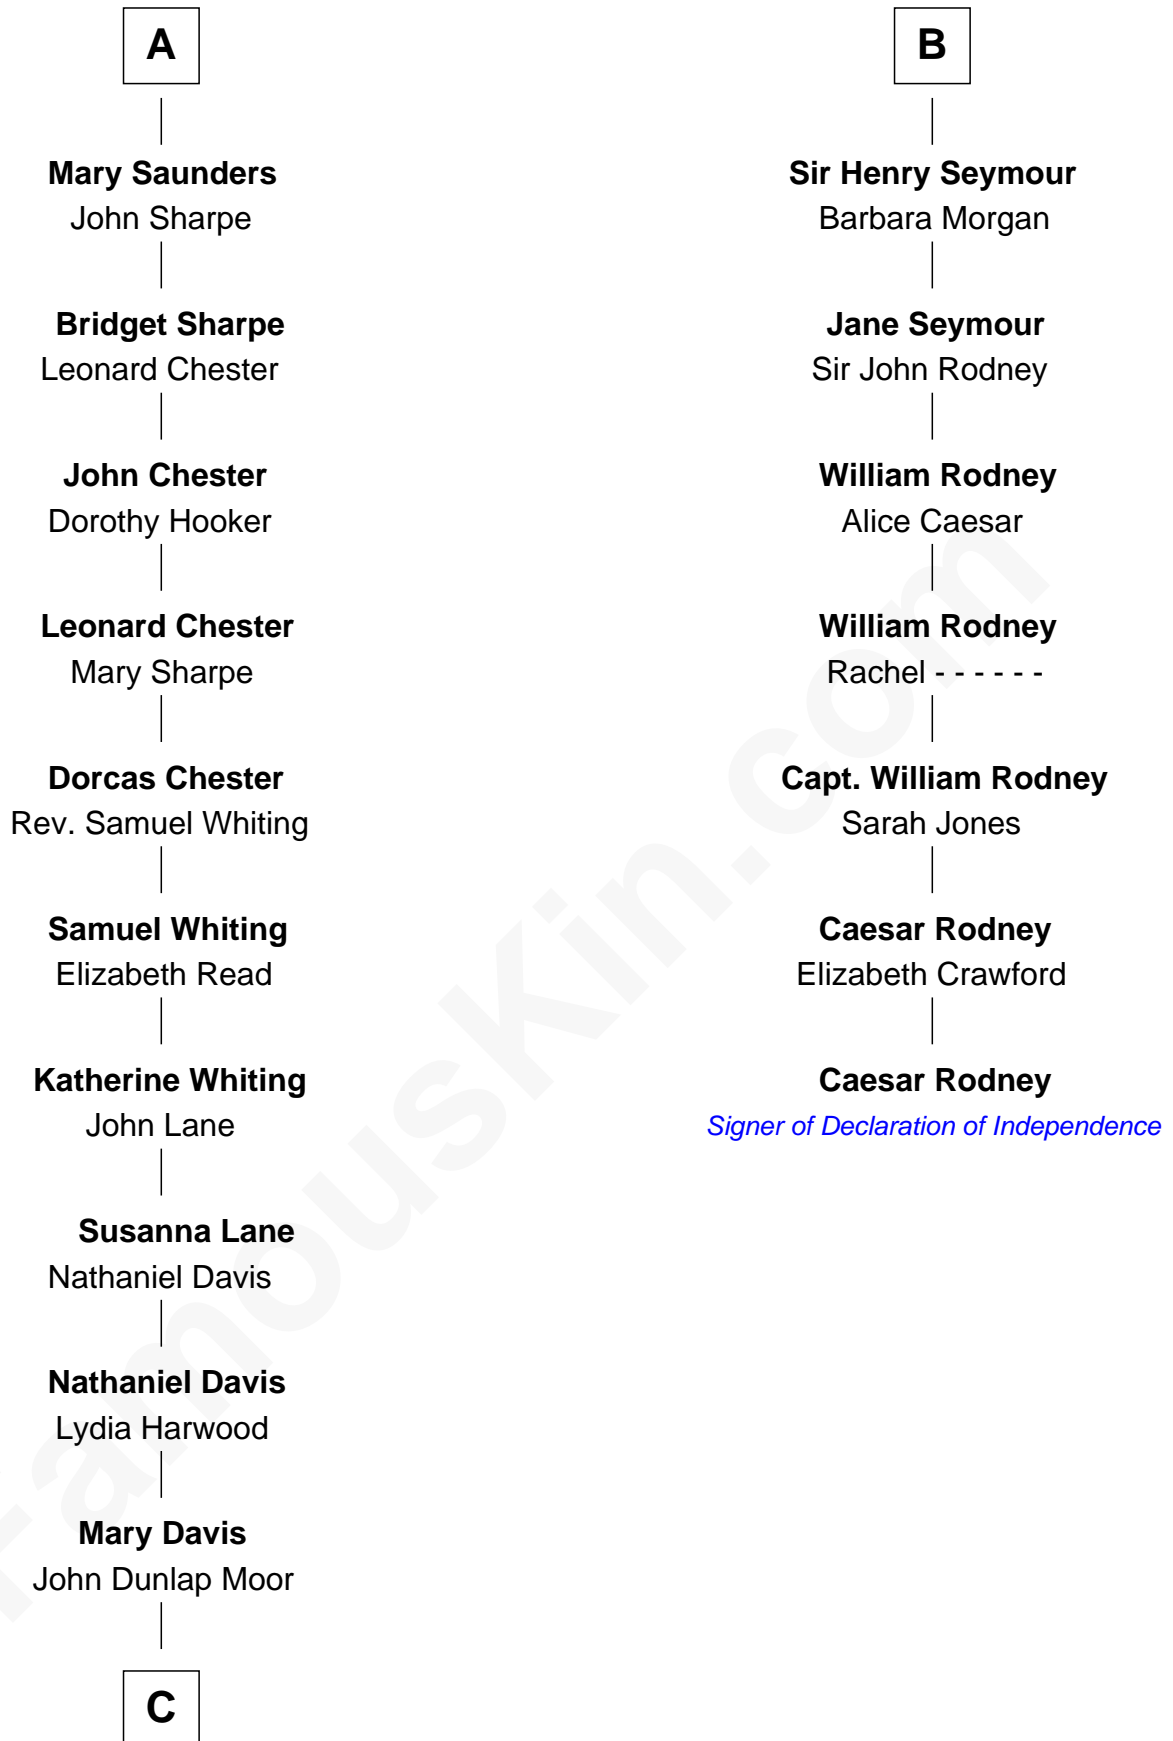 A
Mary Saunders
John Sharpe
Bridget Sharpe
Leonard Chester
John Chester
Dorothy Hooker
Leonard Chester
Mary Sharpe
Dorcas Chester
Rev. Samuel Whiting
Samuel Whiting
Elizabeth Read
Katherine Whiting
John Lane
Susanna Lane
Nathaniel Davis
Nathaniel Davis
Lydia Harwood
Mary Davis
John Dunlap Moor
C
B
Sir Henry Seymour
Barbara Morgan
Jane Seymour
Sir John Rodney
William Rodney
Alice Caesar
William Rodney
Rachel - - - - - -
Capt. William Rodney
Sarah Jones
Caesar Rodney
Elizabeth Crawford
Caesar Rodney
Signer of Declaration of Independence
FamousKin.com